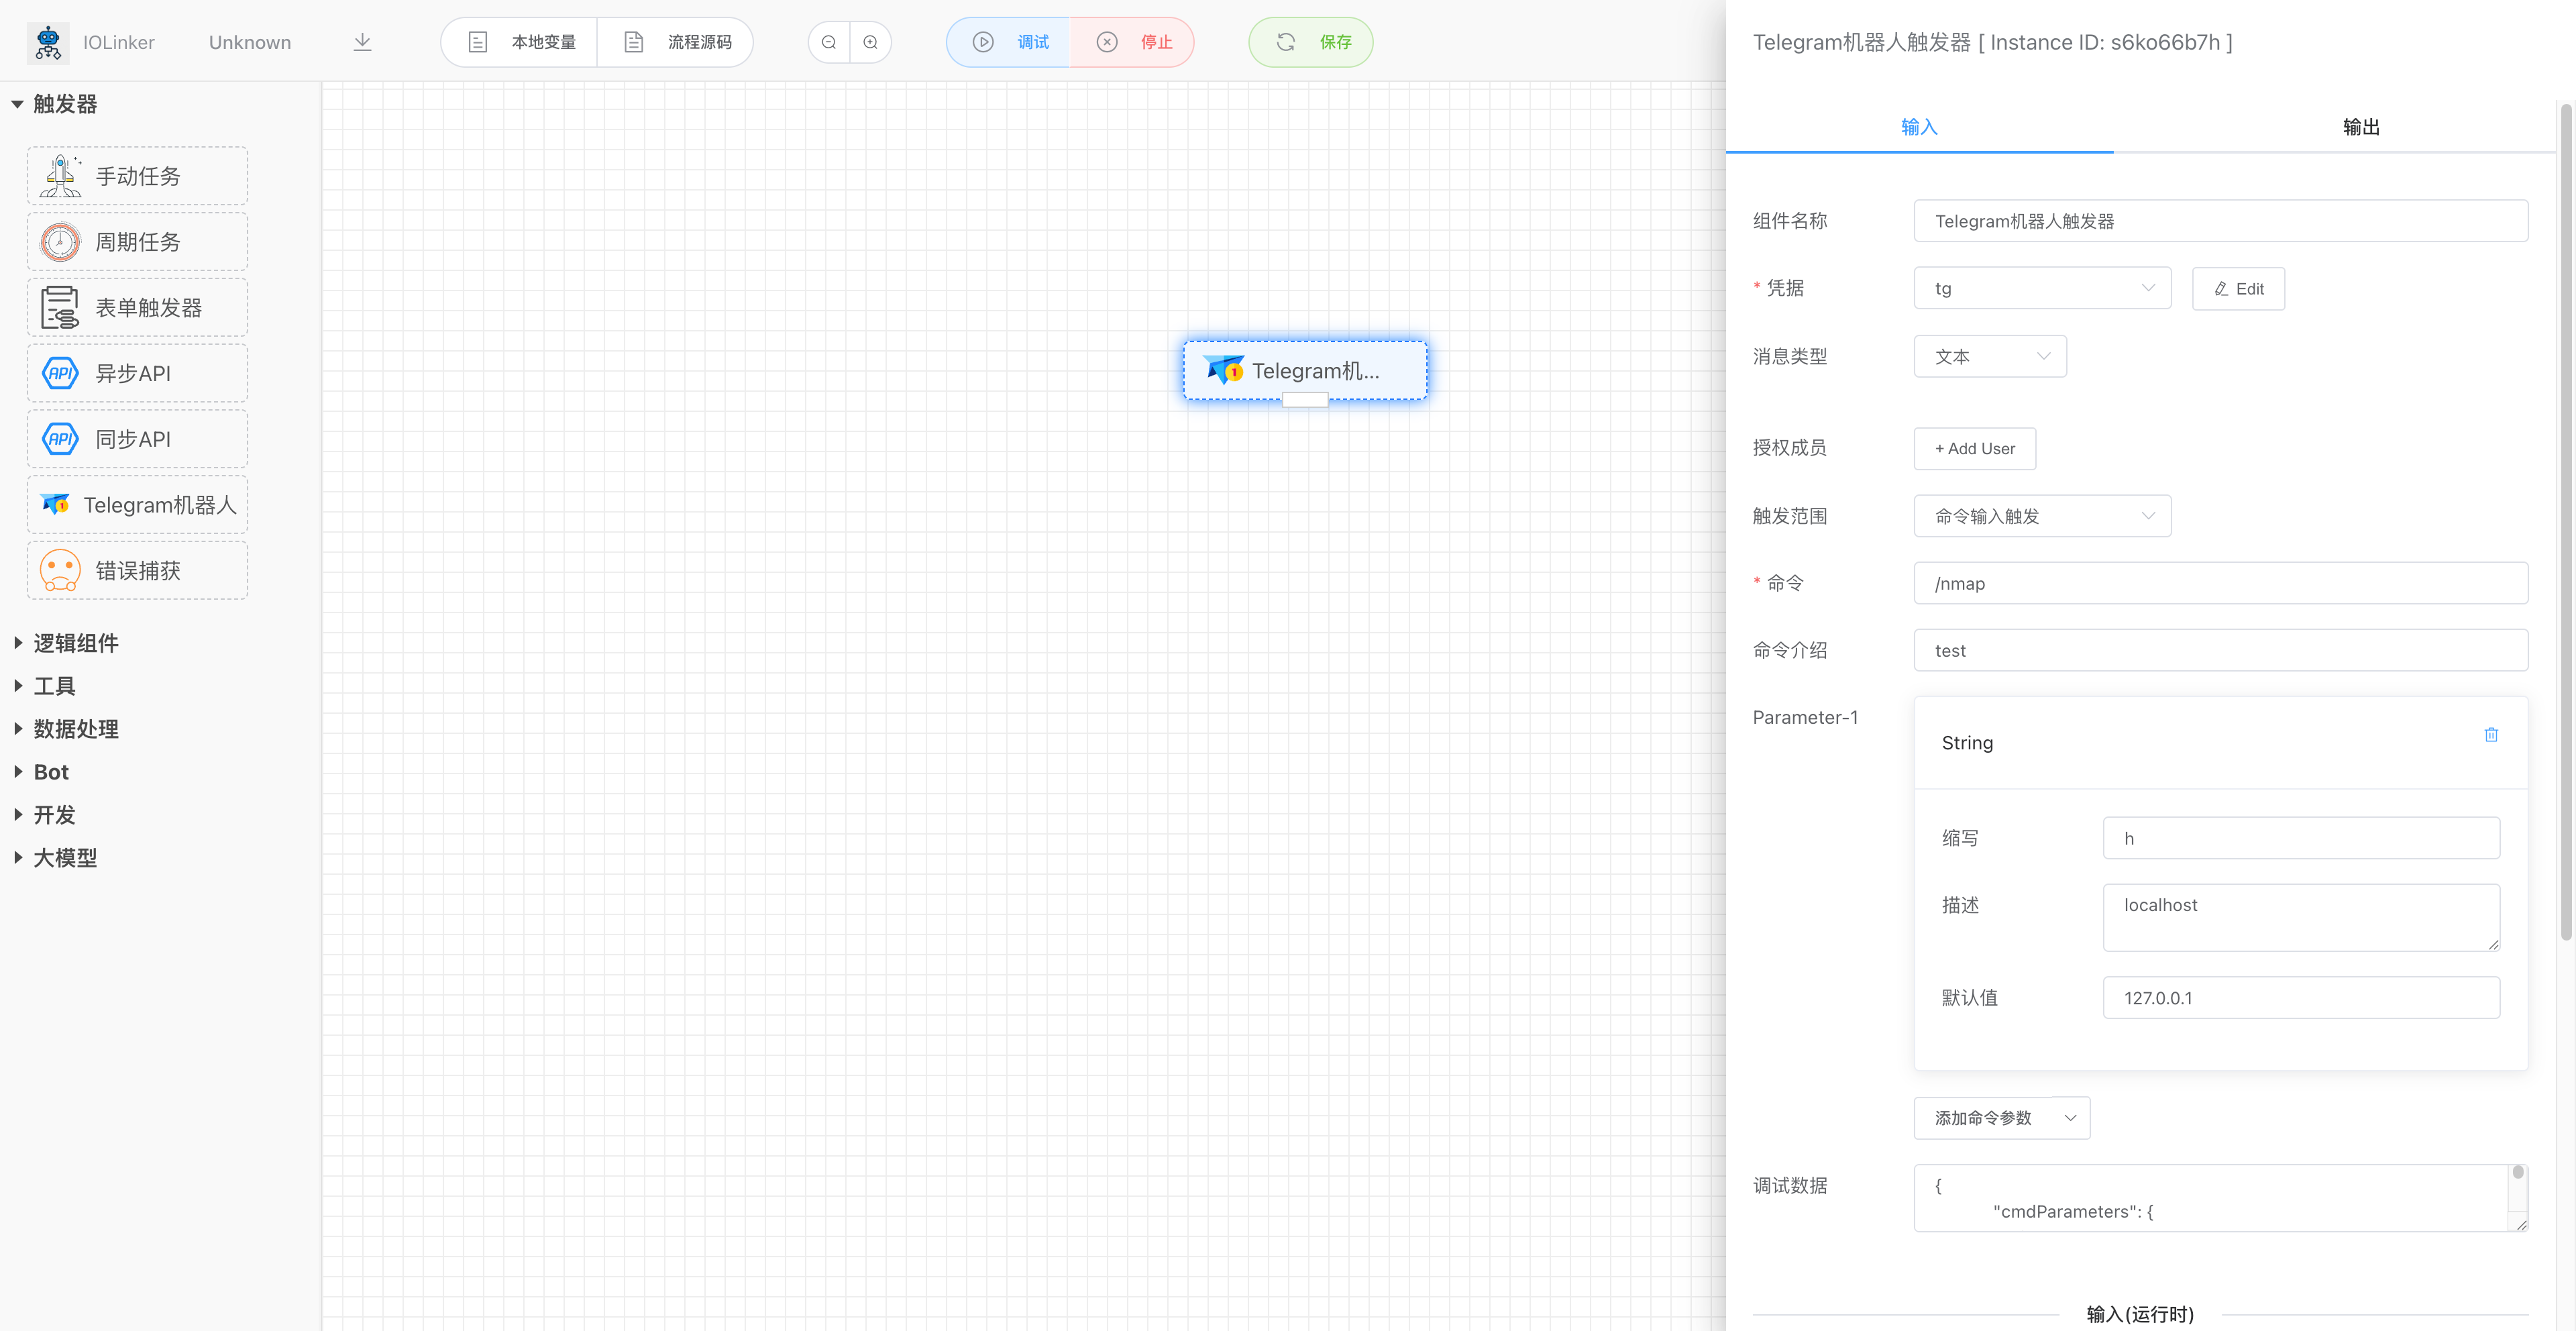 IOLinker
Unknown
本地变量
流程源码
调试
停止
保存
触发器
手动任务
周期任务
表单触发器
API
异步API
API
同步API
1
Telegram机器人
错误捕获
逻辑组件
工具
数据处理
Bot
开发
大模型
1
Telegram机...
Telegram机器人触发器 [ Instance ID: s6ko66b7h ]
输入
输出
组件名称
Telegram机器人触发器
* 凭据
tg
Edit
消息类型
文本
授权成员
+ Add User
触发范围
命令输入触发
* 命令
/nmap
命令介绍
test
Parameter-1
String
缩写
h
描述
localhost
默认值
127.0.0.1
添加命令参数
调试数据
{
"cmdParameters": {
输入(运行时)